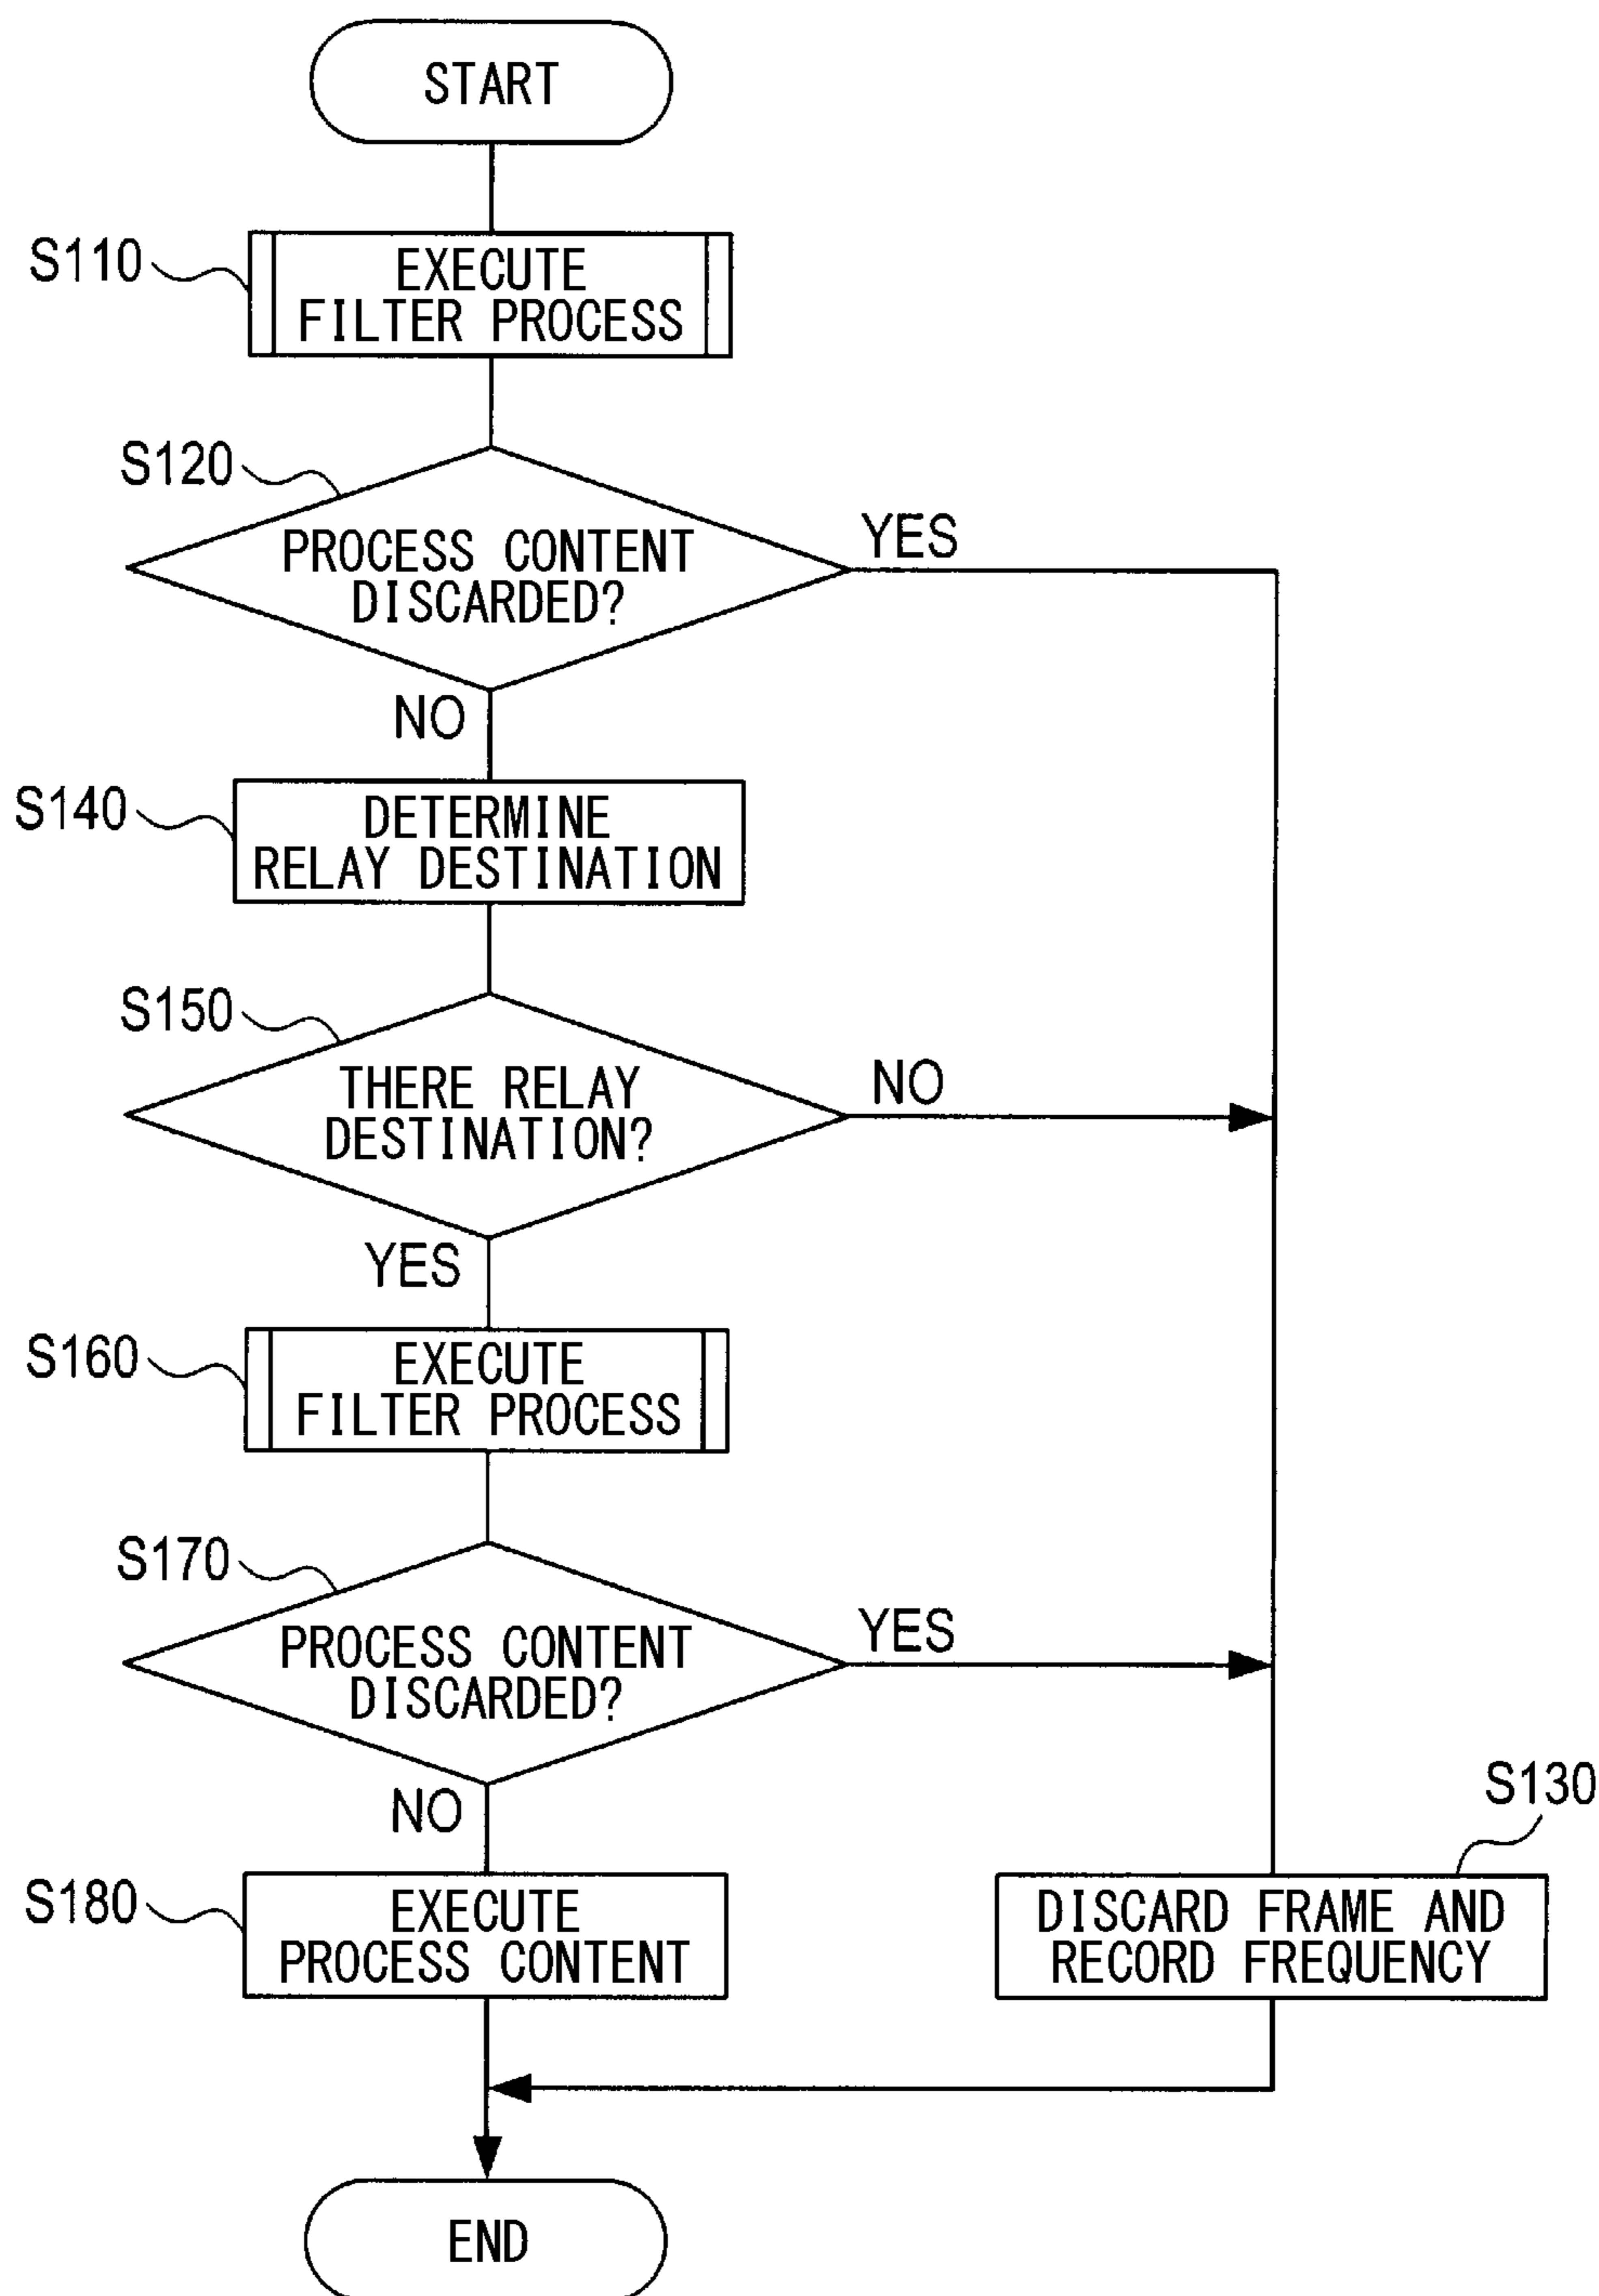 START
S110
EXECUTE
FILTER PROCESS
S120
PROCESS CONTENT
DISCARDED?
YES
NO
S140
DETERMINE
RELAY DESTINATION
S150
THERE RELAY
DESTINATION?
NO
YES
S160
EXECUTE
FILTER PROCESS
S170
PROCESS CONTENT
DISCARDED?
YES
NO
S130
S180
EXECUTE
PROCESS CONTENT
DISCARD FRAME AND
RECORD FREQUENCY
END